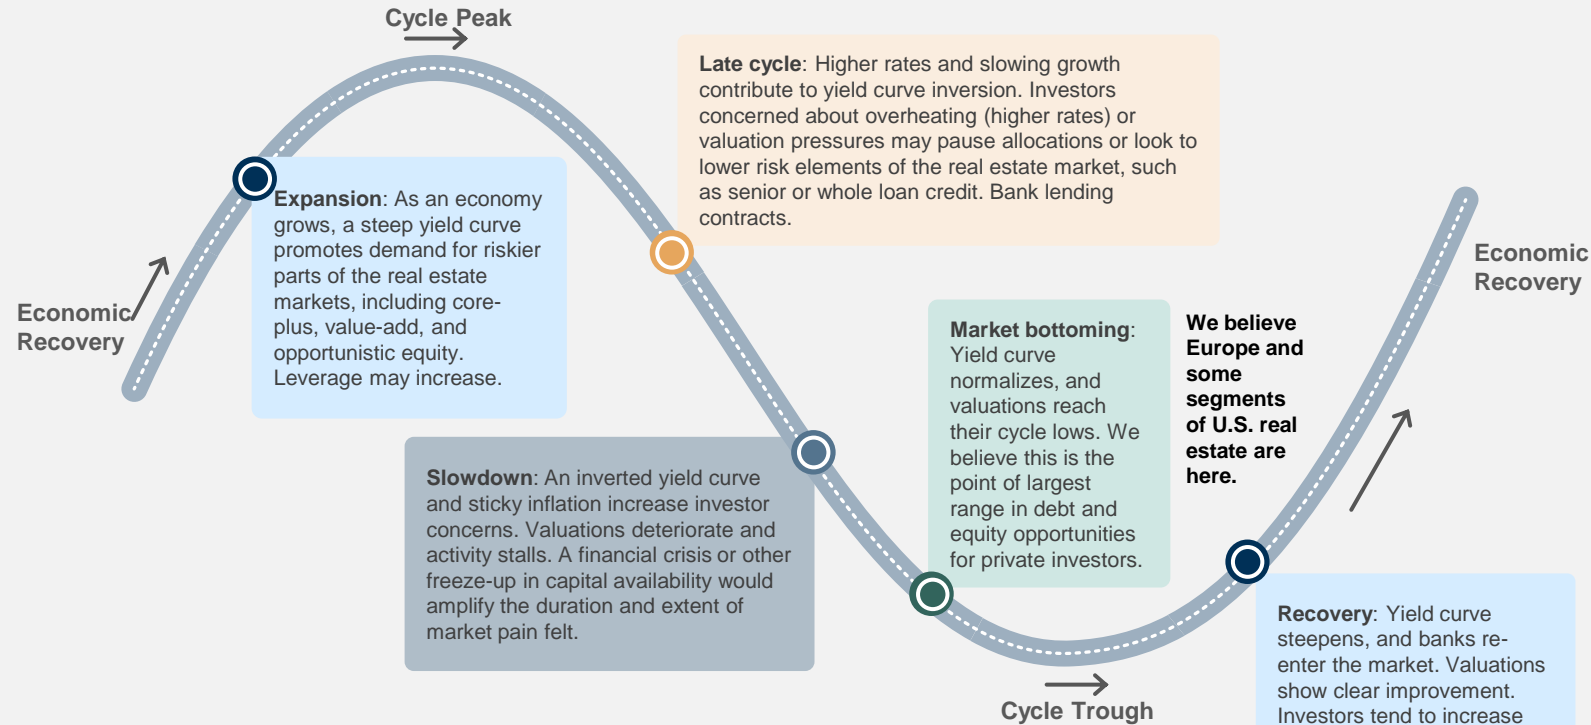 Cycle Peak
Late cycle: Higher rates and slowing growth
contribute to yield curve inversion. Investors
concerned about overheating (higher rates) or
valuation pressures may pause allocations or look to
lower risk elements of the real estate market, such
as senior or whole loan credit. Bank lending
contracts.
Expansion: As an economy
grows, a steep yield curve
promotes demand for riskier
parts of the real estate
markets, including core-
plus, value-add, and
opportunistic equity.
Leverage may increase.
Economic
Recovery
Economic
Recovery
Market bottoming:
Yield curve
normalizes, and
valuations reach
their cycle lows. We
believe this is the
point of largest
range in debt and
equity opportunities
for private investors.
We believe
Europe and
some
segments
of U.S. real
estate are
here.
Slowdown: An inverted yield curve
and sticky inflation increase investor
concerns. Valuations deteriorate and
activity stalls. A financial crisis or other
freeze-up in capital availability would
amplify the duration and extent of
market pain felt.
Recovery: Yield curve
steepens, and banks re-
enter the market. Valuations
show clear improvement.
Investors tend to increase
Cycle Trough